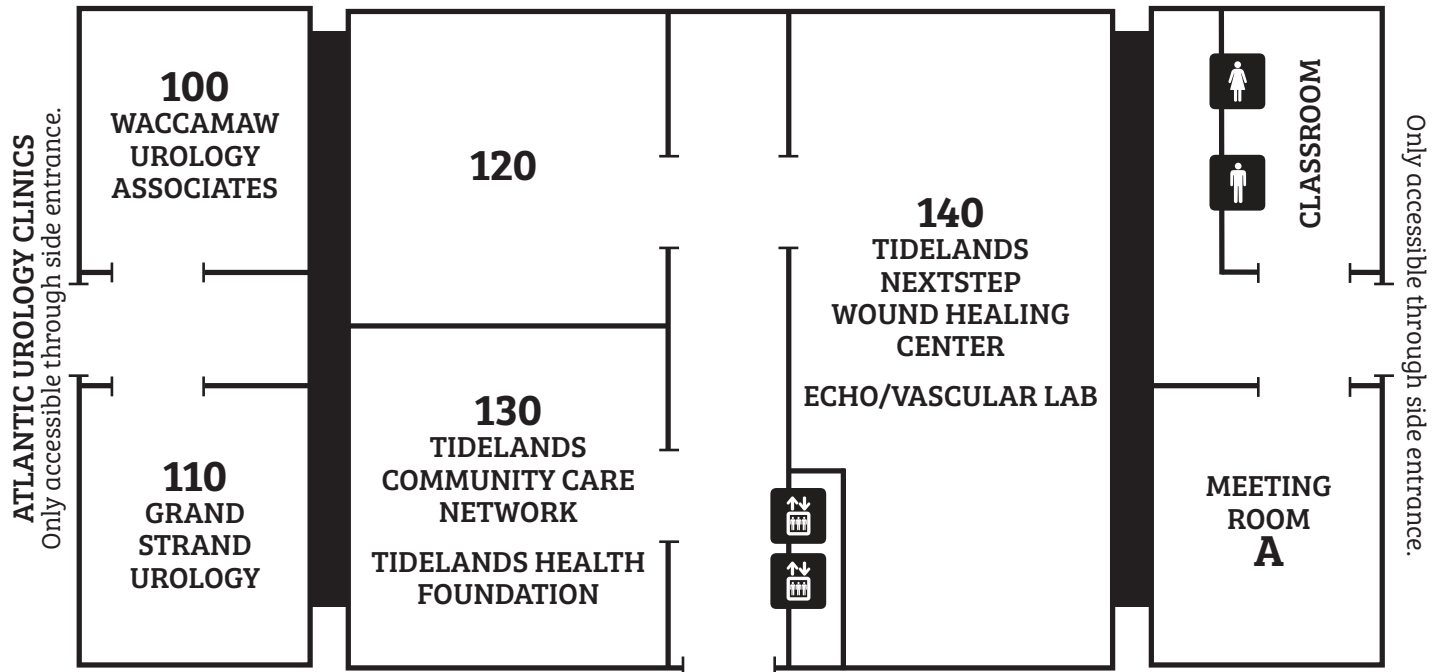 ATLANTIC UROLOGY CLINICS
Only accessible through side entrance.
100
WACCAMAW
UROLOGY
ASSOCIATES
110
GRAND
STRAND
UROLOGY
120
130
TIDELANDS
COMMUNITY CARE
NETWORK
TIDELANDS HEALTH
FOUNDATION
140
TIDELANDS
NEXTSTEP
WOUND HEALING
CENTER
ECHO/VASCULAR LAB
CLASSROOM
MEETING
ROOM
A
Only accessible through side entrance.